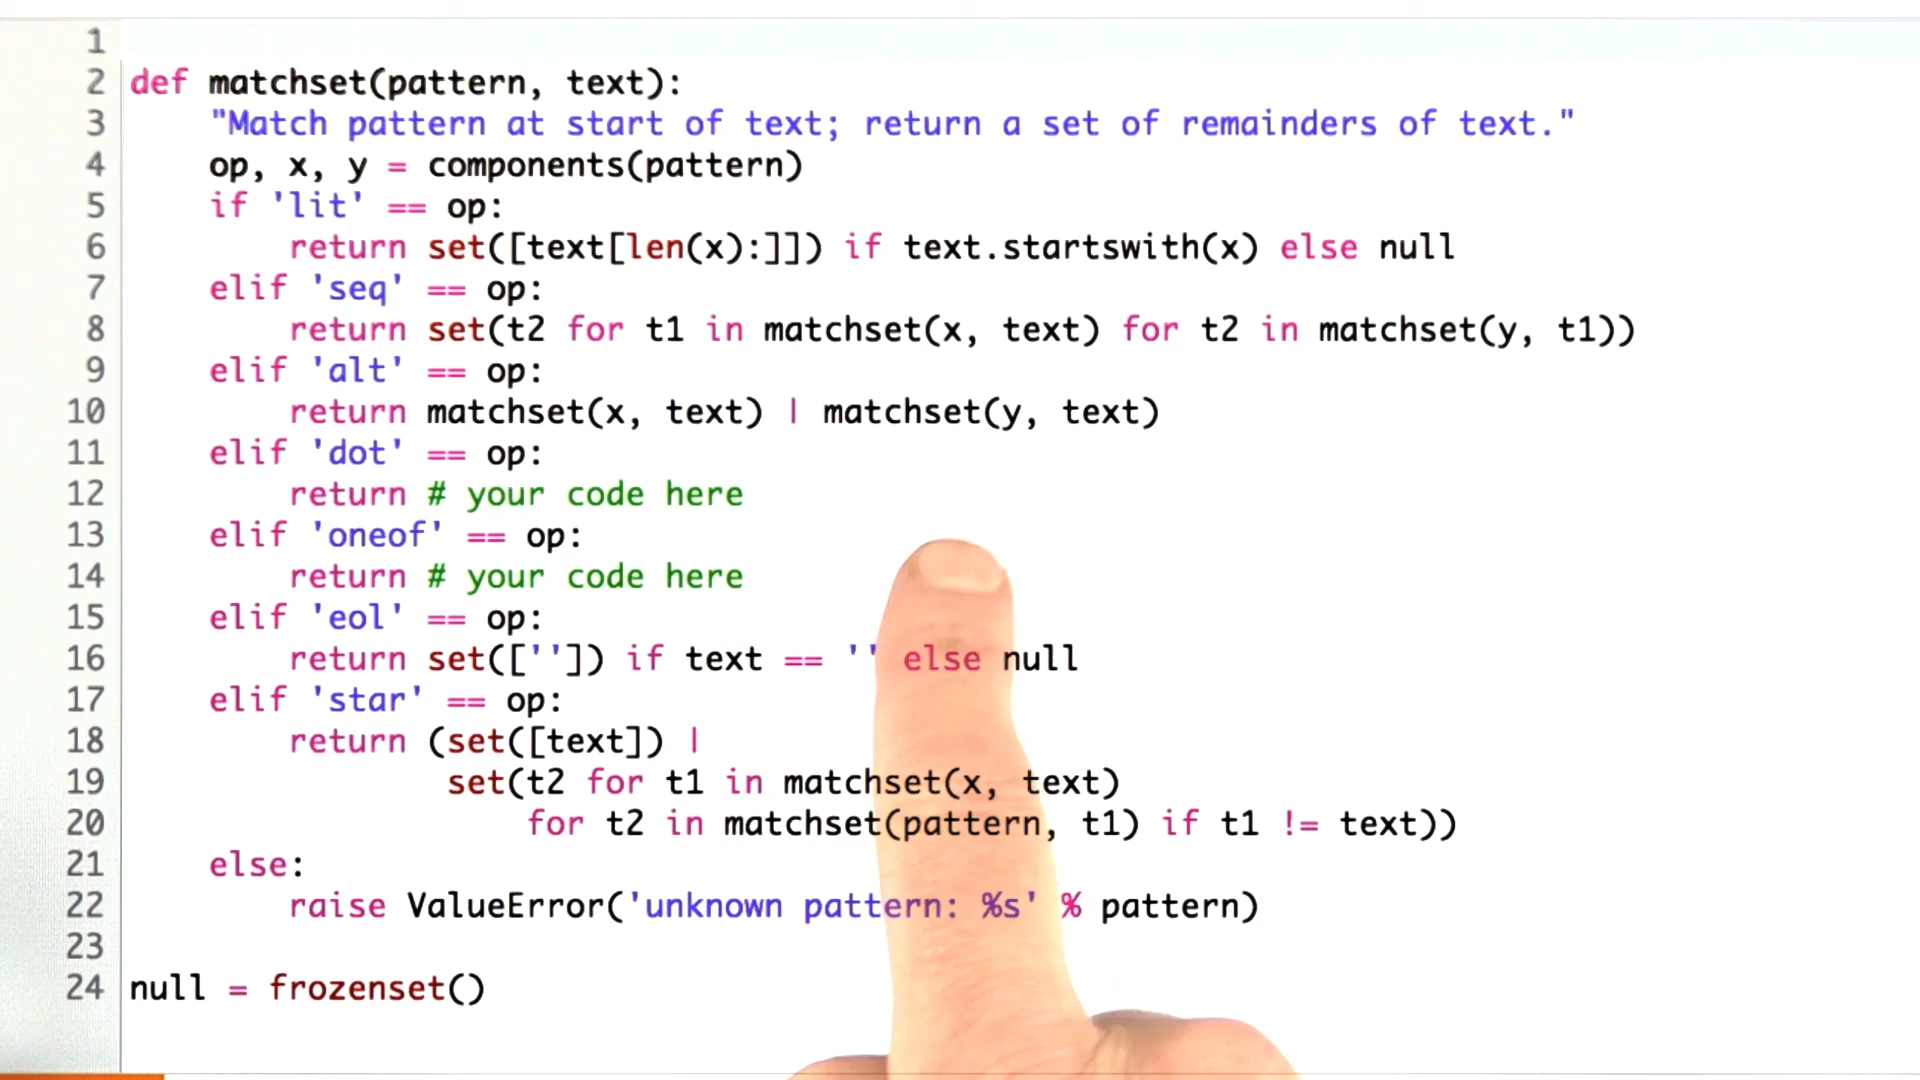 1
2 def matchset(pattern, text):
3 "Match pattern at start of text; return a set of remainders of text."
4 op, x, y = components(pattern)
5 if 'lit' == op:
6 return set([text[len(x):]]) if text.startswith(x) else null
7 elif 'seq' == op:
8 return set(t2 for t1 in matchset(x, text) for t2 in matchset(y, t1))
9 elif 'alt' == op:
10 return matchset(x, text) | matchset(y, text)
11 elif 'dot' == op:
12 return # your code here
13 elif 'oneof' == op:
14 return # your code here
15 elif 'eol' == op:
16 return set(['']) if text == '' else null
17 elif 'star' == op:
18 return (set([text]) |
19 set(t2 for t1 in matchset(x, text)
20 for t2 in matchset(pattern, t1) if t1 != text))
21 else:
22 raise ValueError('unknown pattern: %s' % pattern)
23
24 null = frozenset()